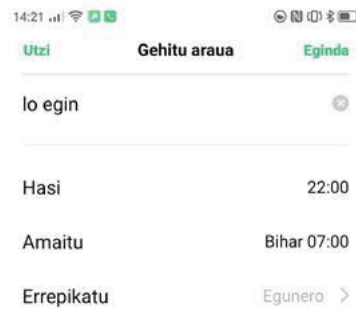 14:21
Utzi Gehitu araua Eginda
lo egin
Hasi 22:00
Amaitu Bihar 07:00
Errepikatu Egunero